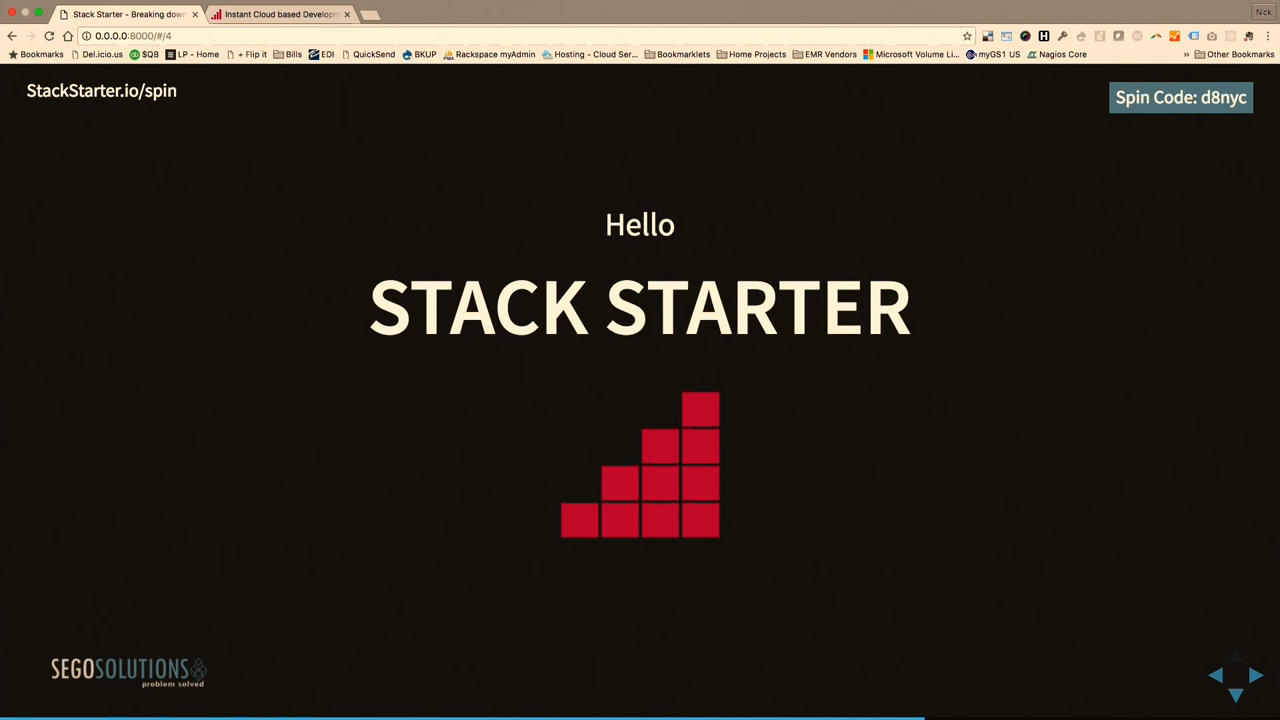 Stack Starter - Breaking down
Instant Cloud based Developm
Nick
0.0.0.0:8000/#/4
Bookmarks
Del.icio.us
$QB
LP - Home
+ Flip it
Bills
EDI
QuickSend
BKUP
Rackspace myAdmin
Hosting - Cloud Ser...
Bookmarklets
Home Projects
EMR Vendors
Microsoft Volume Li...
myGS1 US
Nagios Core
» Other Bookmarks
StackStarter.io/spin
Spin Code: d8nyc
Hello
STACK STARTER
SEGOSOLUTIONS
problem solved